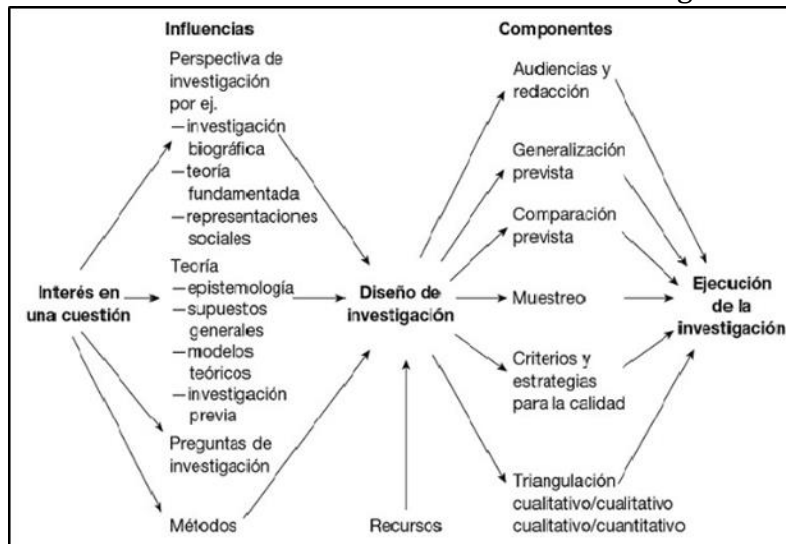 Influencias
Perspectiva de
investigación
por ej.
—investigación
biográfica
—teoría
fundamentada
—representaciones
sociales
Interés en
una cuestión
Teoría
—epistemología
—supuestos
generales
—modelos
teóricos
—investigación
previa
Preguntas de
investigación
Métodos
Diseño de
investigación
Recursos
Componentes
Audiencias y
redacción
Generalización
prevista
Comparación
prevista
Muestreo
Criterios y
estrategias
para la calidad
Triangulación
cualitativo/cualitativo
cualitativo/cuantitativo
Ejecución
de la
investigación